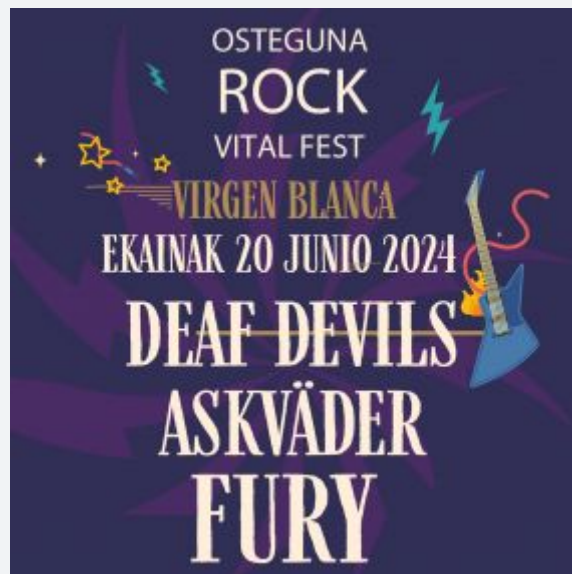 OSTEGUNA
ROCK
VITAL FEST
VIRGEN BLANCA
EKAINAK 20 JUNIO 2024
DEAF DEVILS
ASKVÄDER
FURY